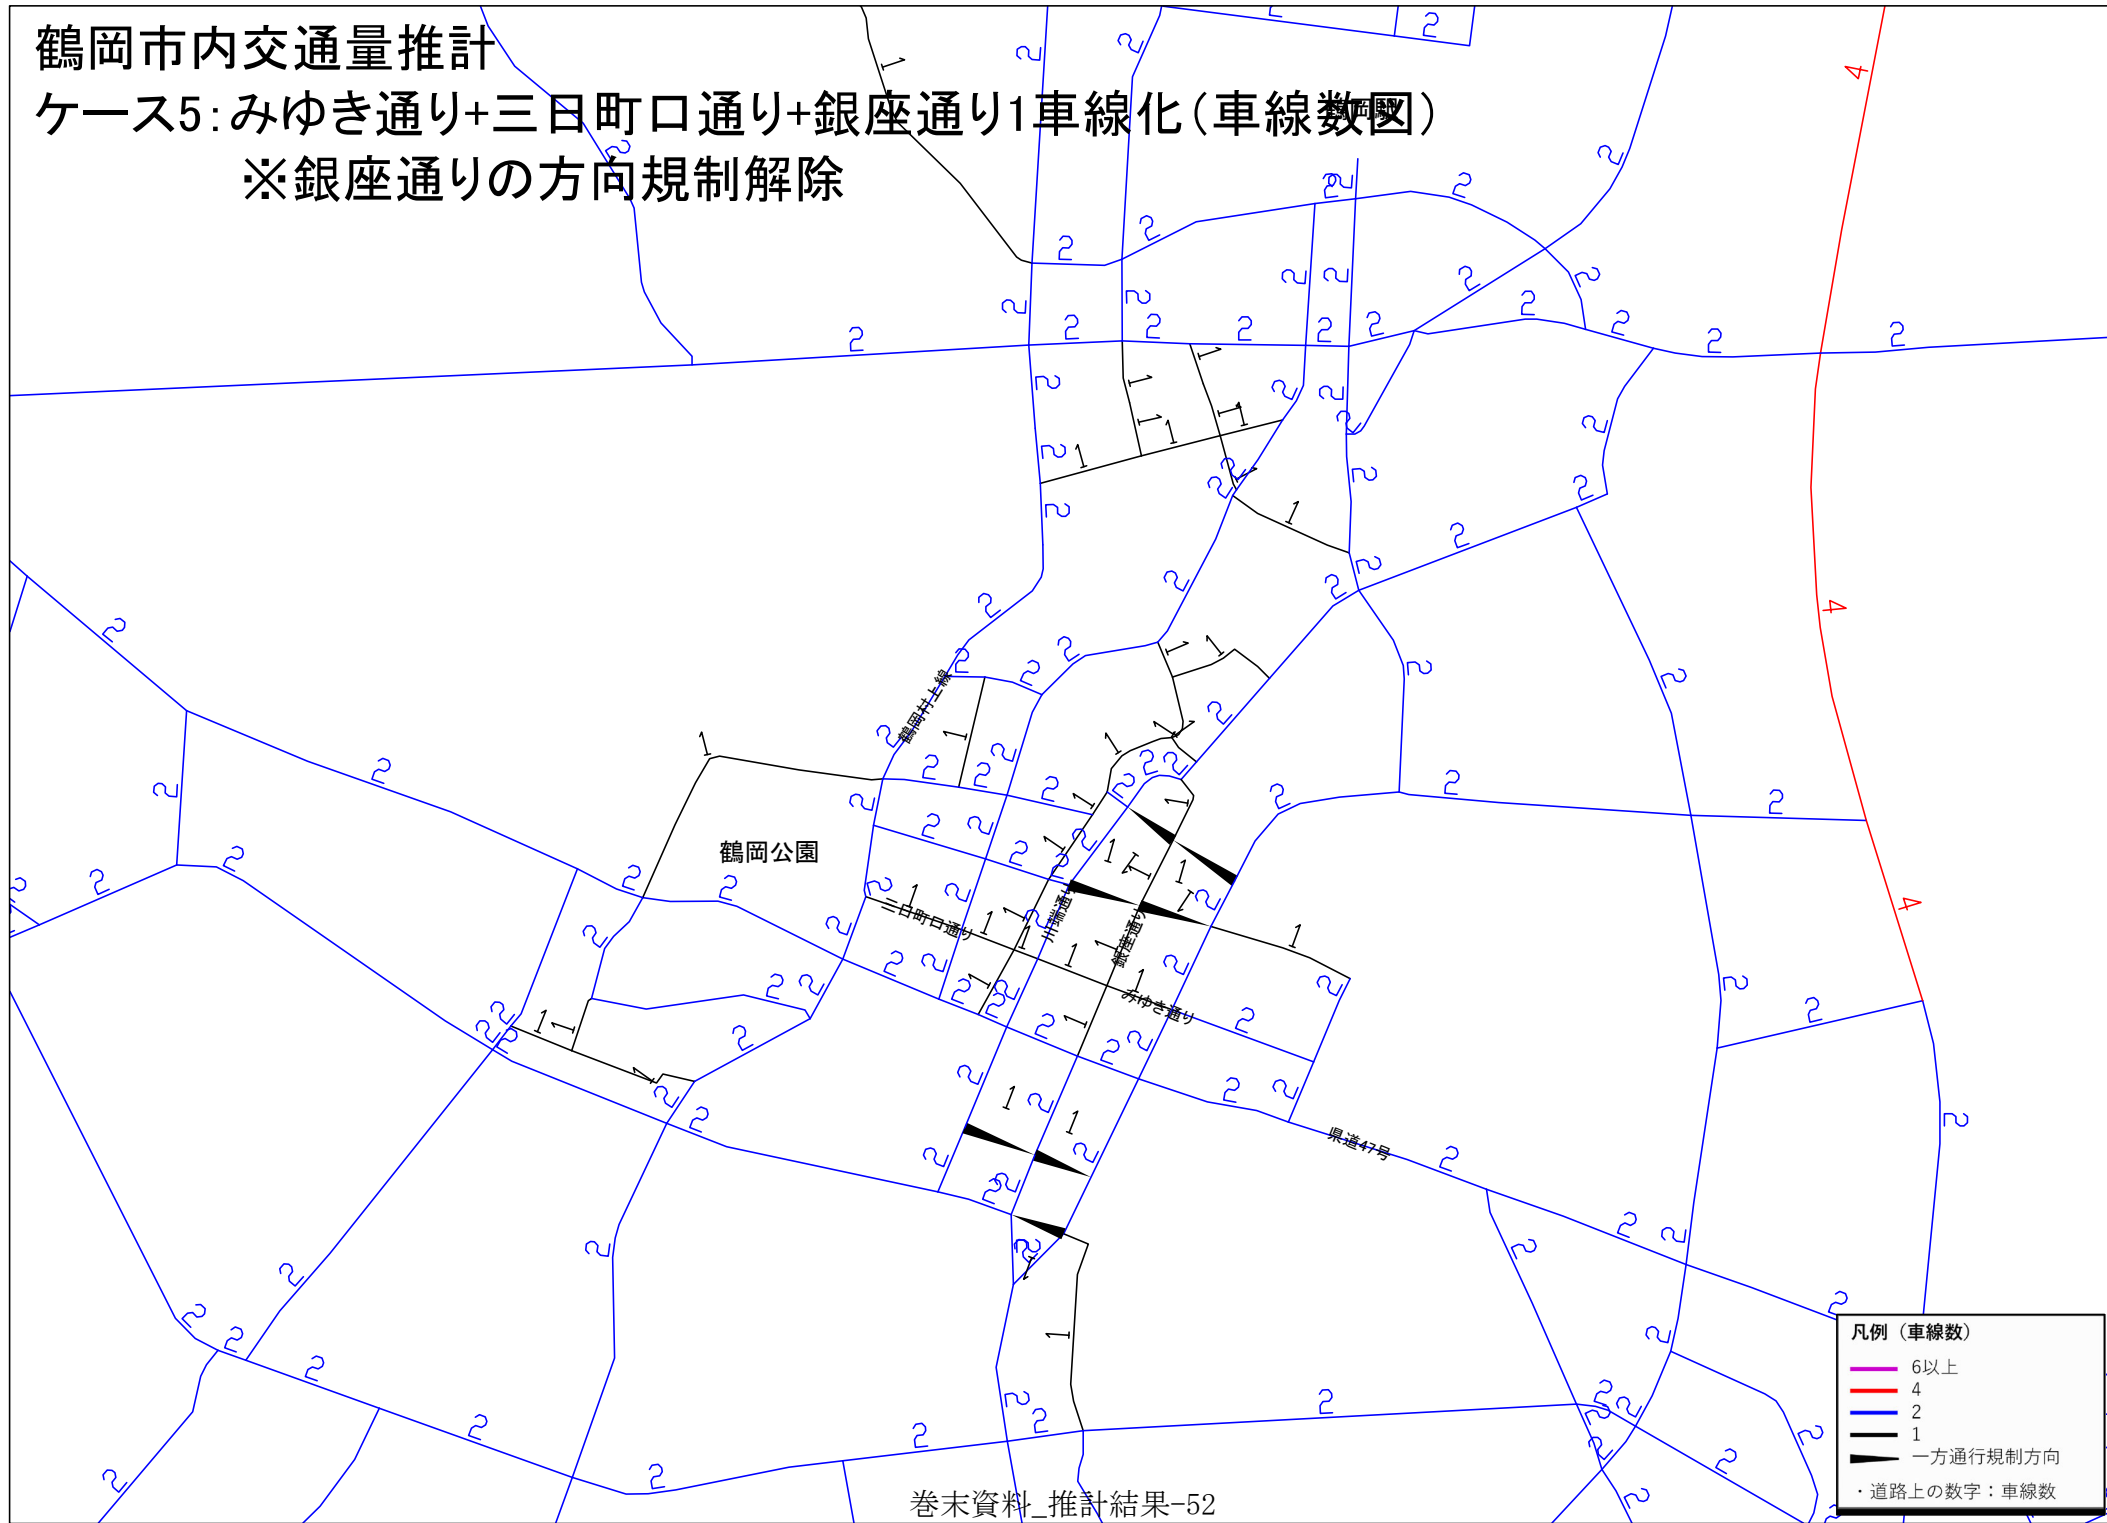 鶴岡市内交通量推計
ケース5:みゆき通り+三日町口通り+銀座通り1車線化(車線数図)
※銀座通りの方向規制解除
鶴岡駅
鶴岡村上線
鶴岡公園
三日町口通り
川端通り
銀座通り
みゆき通り
県道47号
凡例（車線数）
6以上
4
2
1
一方通行規制方向
・道路上の数字：車線数
巻末資料_推計結果-52